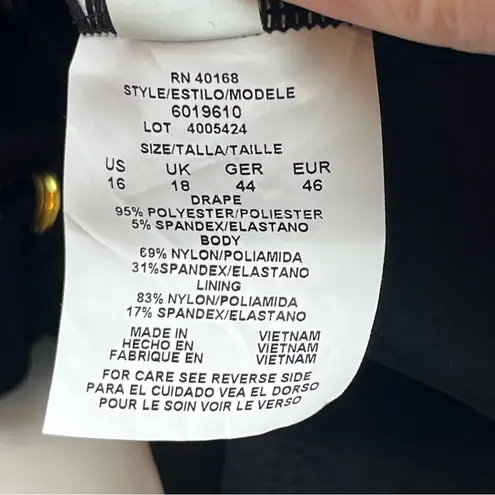 RN 40168
STYLE/ESTILO/MODELE
6019610
LOT 4005424
SIZE/TALLA/TAILLE
US UK GER EUR
16 18 44 46
DRAPE
95% POLYESTER/POLIESTER
5% SPANDEX/ELASTANO
BODY
69% NYLON/POLIAMIDA
31%SPANDEX/ELASTANO
LINING
83% NYLON/POLIAMIDA
17% SPANDEX/ELASTANO
MADE IN VIETNAM
HECHO EN VIETNAM
FABRIQUE EN VIETNAM
FOR CARE SEE REVERSE SIDE
PARA EL CUIDADO VEA EL DORSO
POUR LE SOIN VOIR LE VERSO